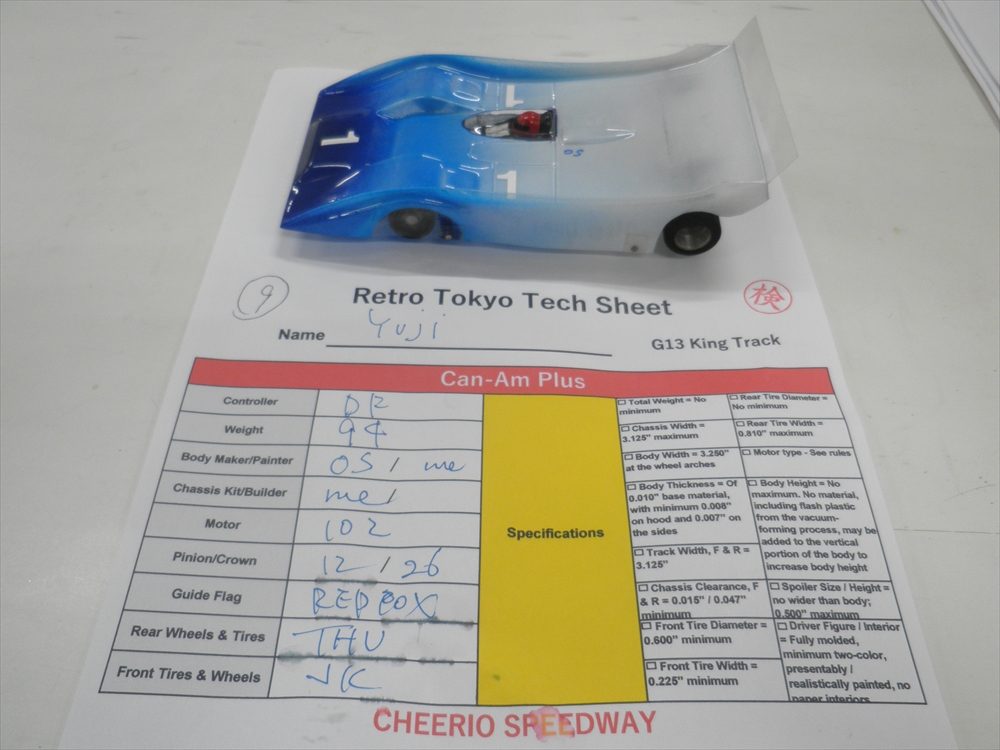 1
1
1
OS
9
Retro Tokyo Tech Sheet
検
Name Yuji
G13 King Track
Can-Am Plus
Controller DR
Weight 94
Body Maker/Painter OS / me
Chassis Kit/Builder me /
Motor 102
Pinion/Crown 12 / 26
Guide Flag RED FOX
Rear Wheels & Tires THU
Front Tires & Wheels JK
Specifications
☐ Total Weight = No
minimum
☐ Chassis Width =
3.125" maximum
☐ Body Width = 3.250"
at the wheel arches
☐ Body Thickness = Of
0.010" base material,
with minimum 0.008"
on hood and 0.007" on
the sides
☐ Track Width, F & R =
3.125"
☐ Chassis Clearance, F
& R = 0.015" / 0.047"
minimum
☐ Front Tire Diameter =
0.600" minimum
☐ Front Tire Width =
0.225" minimum
☐ Rear Tire Diameter =
No minimum
☐ Rear Tire Width =
0.810" maximum
☐ Motor type - See rules
☐ Body Height = No
maximum. No material,
including flash plastic
from the vacuum-
forming process, may be
added to the vertical
portion of the body to
increase body height
☐ Spoiler Size / Height =
no wider than body;
0.500" maximum
☐ Driver Figure / Interior
= Fully molded,
minimum two-color,
presentably /
realistically painted, no
paper interiors
CHEERIO SPEEDWAY